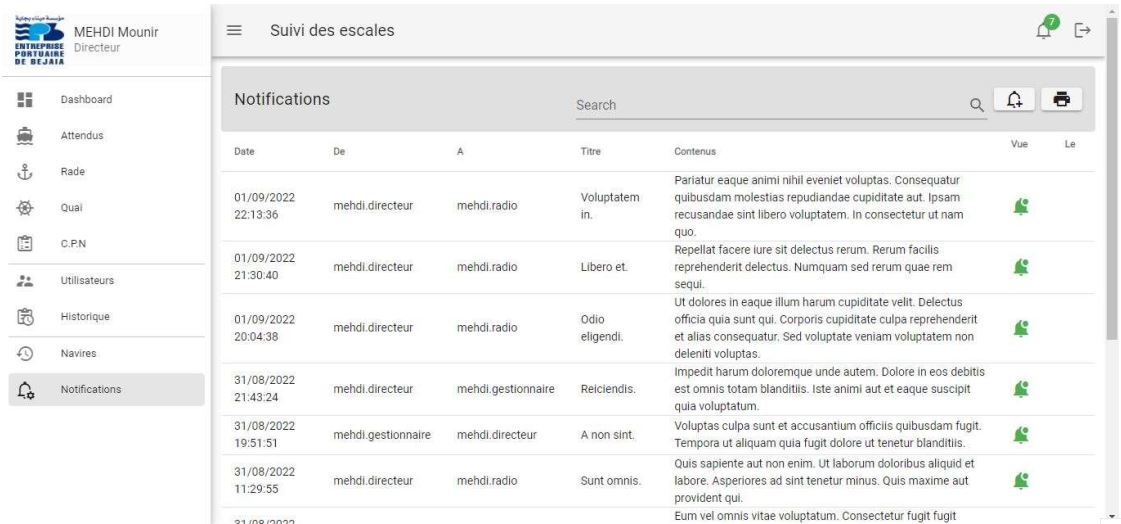 ENTREPRISE
PORTUAIRE
DE BEJAIA
MEHDI Mounir
Directeur
Dashboard
Attendus
Rade
Quai
C.P.N
Utilisateurs
Historique
Navires
Notifications
Suivi des escales
7
Notifications
Search
Date De A Titre Contenus Vue Le
Pariatur eaque animi nihil eveniet voluptas. Consequatur
01/09/2022 mehdi.directeur mehdi.radio Voluptatem quibusdam molestias repudiandae cupiditate aut. Ipsam
22:13:36 in. recusandae sint libero voluptatem. In consectetur ut nam
quo.
Repellat facere iure sit delectus rerum. Rerum facilis
01/09/2022 mehdi.directeur mehdi.radio Libero et. reprehenderit delectus. Numquam sed rerum quae rem
21:30:40 sequi.
Ut dolores in eaque illum harum cupiditate velit. Delectus
01/09/2022 mehdi.directeur mehdi.radio Odio officia quia sunt qui. Corporis cupiditate culpa reprehenderit
20:04:38 eligendi. et alias consequatur. Sed voluptate veniam voluptatem non
deleniti voluptas.
Impedit harum doloremque unde autem. Dolore in eos debitis
31/08/2022 mehdi.directeur mehdi.gestionnaire Reiciendis. est omnis totam blanditiis. Iste animi aut et eaque suscipit
21:43:24 quia voluptatum.
31/08/2022 mehdi.gestionnaire mehdi.directeur A non sint. Voluptas culpa sunt et accusantium officiis quibusdam fugit.
19:51:51 Tempora ut aliquam quia fugit dolore ut tenetur blanditiis.
Quis sapiente aut non enim. Ut laborum doloribus aliquid et
31/08/2022 mehdi.directeur mehdi.radio Sunt omnis. labore. Asperiores ad sint tenetur minus. Quis maxime aut
11:29:55 provident qui.
Eum vel omnis vitae voluptatum. Consectetur fugit fugit
31/08/2022